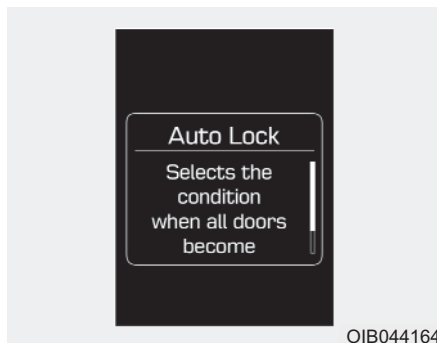 Auto Lock
Selects the
condition
when all doors
become
OIB044164